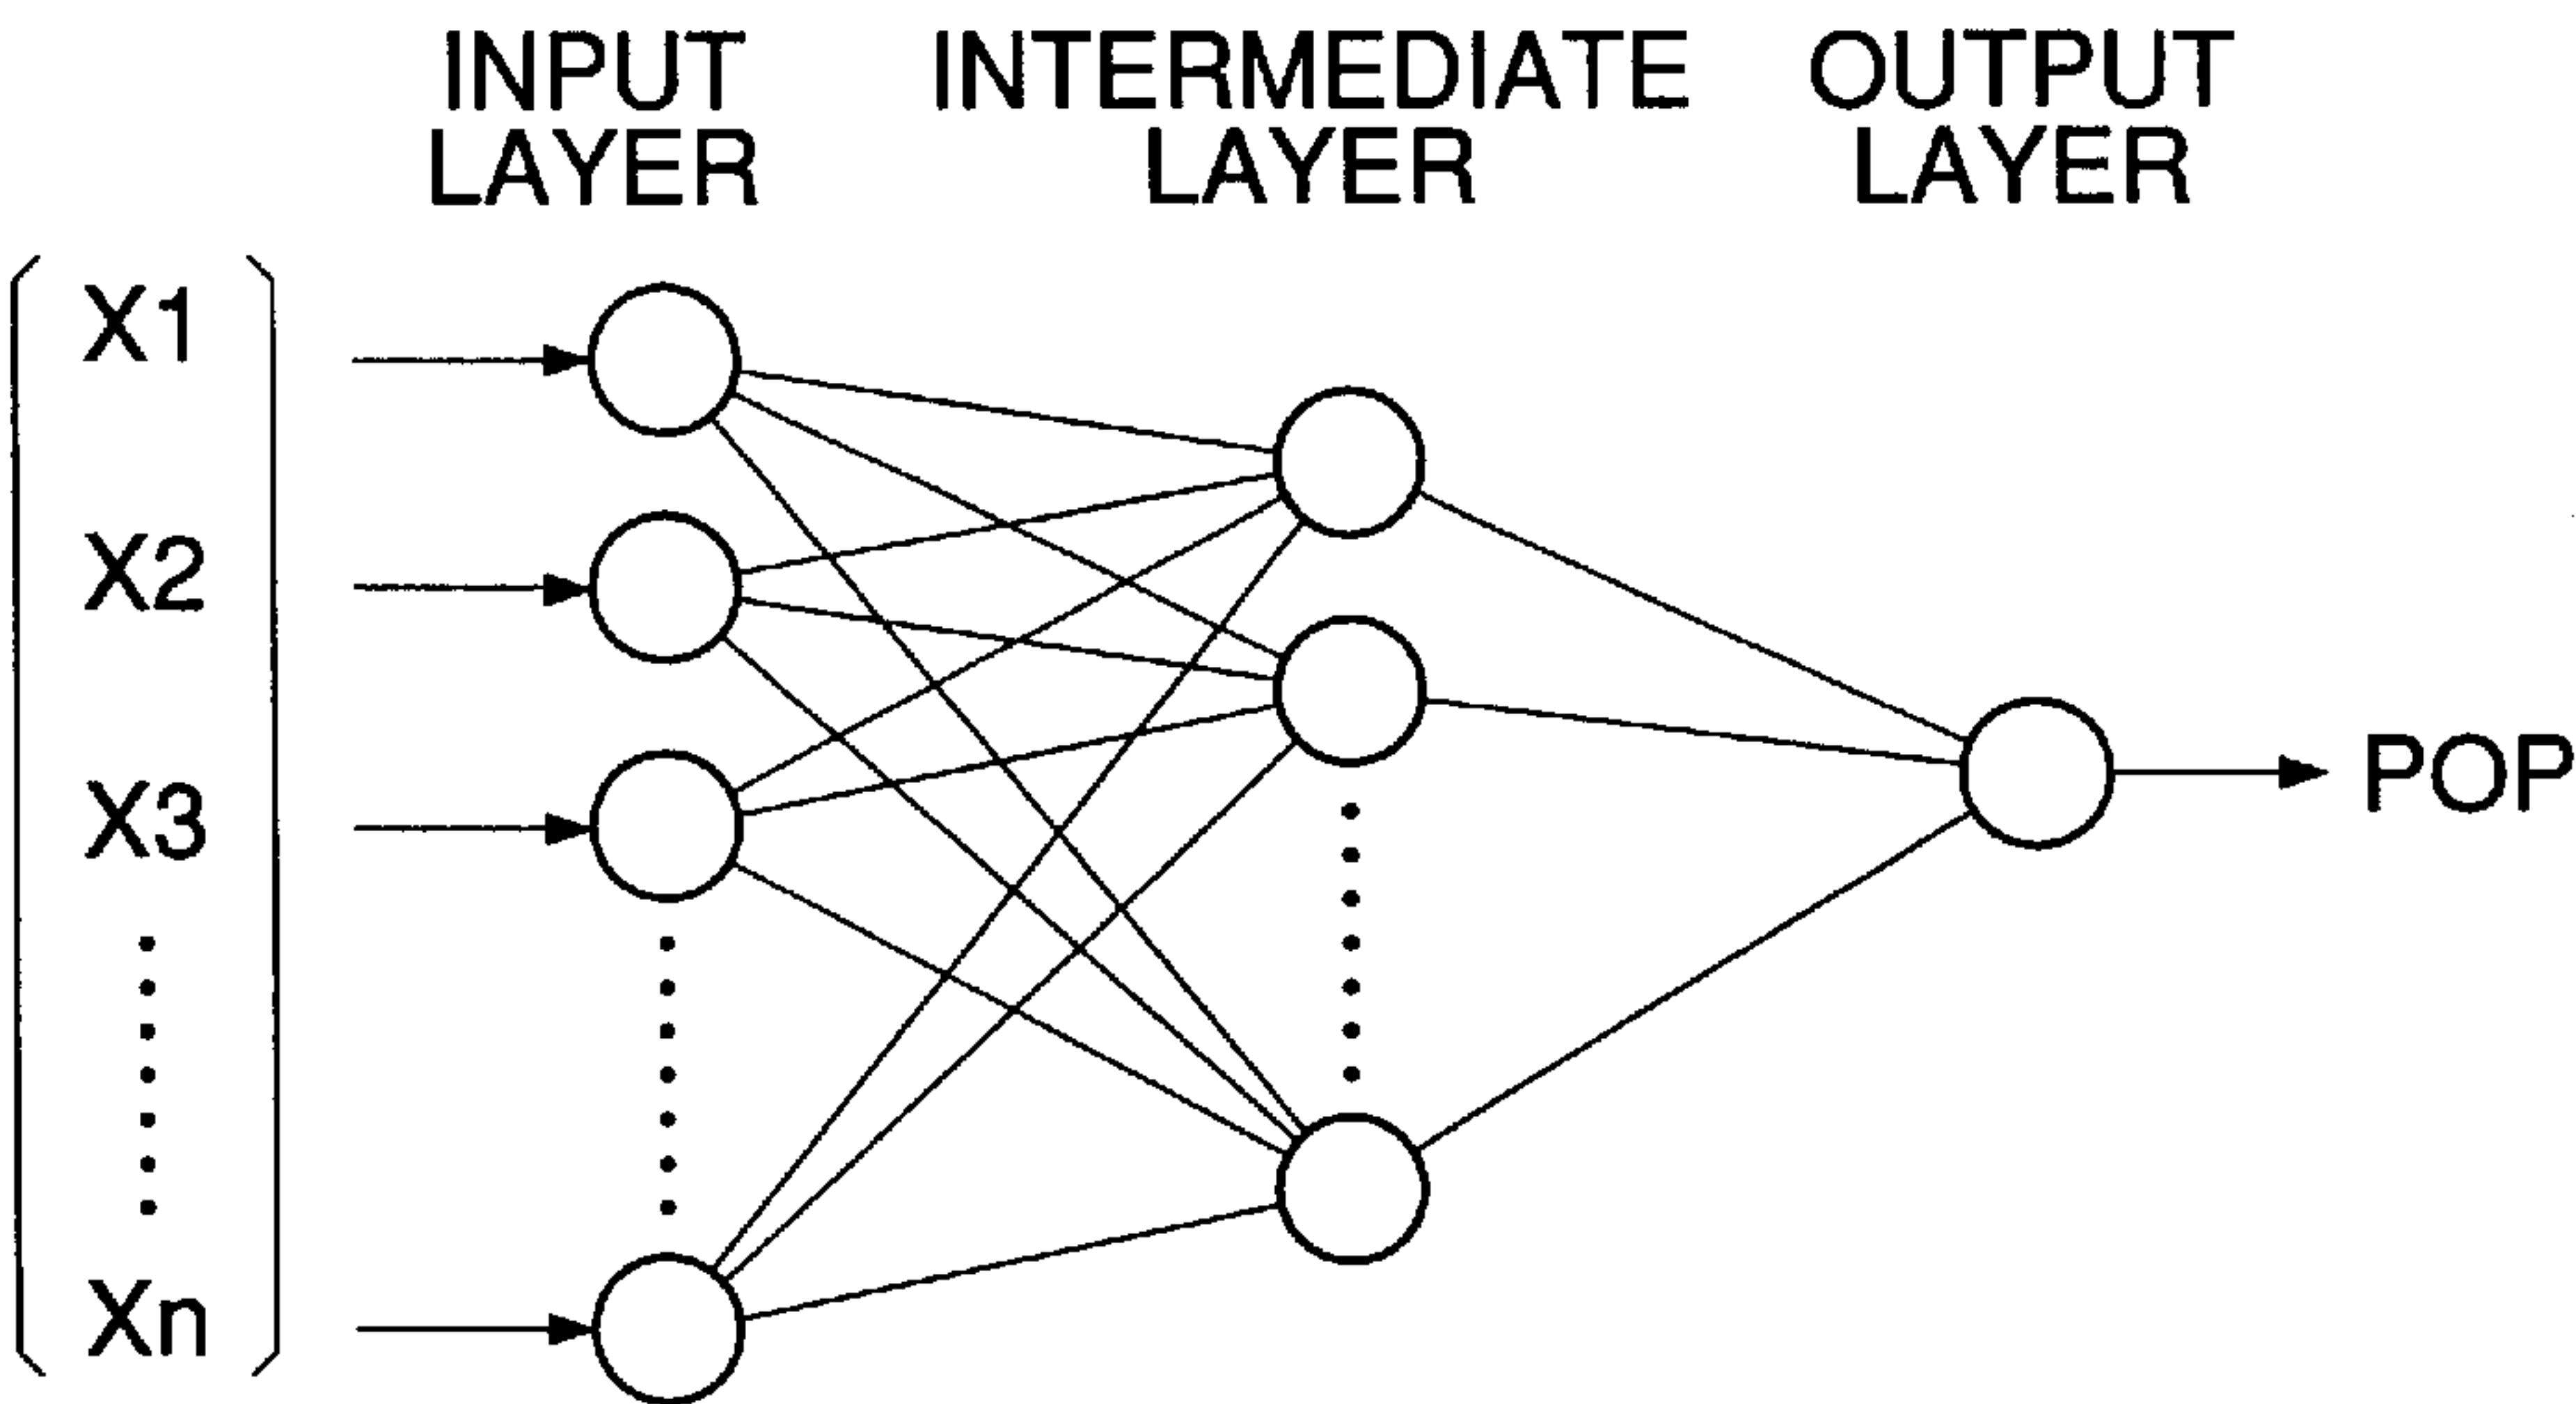 INPUT LAYER
INTERMEDIATE LAYER
OUTPUT LAYER
X1
X2
X3
Xn
POP